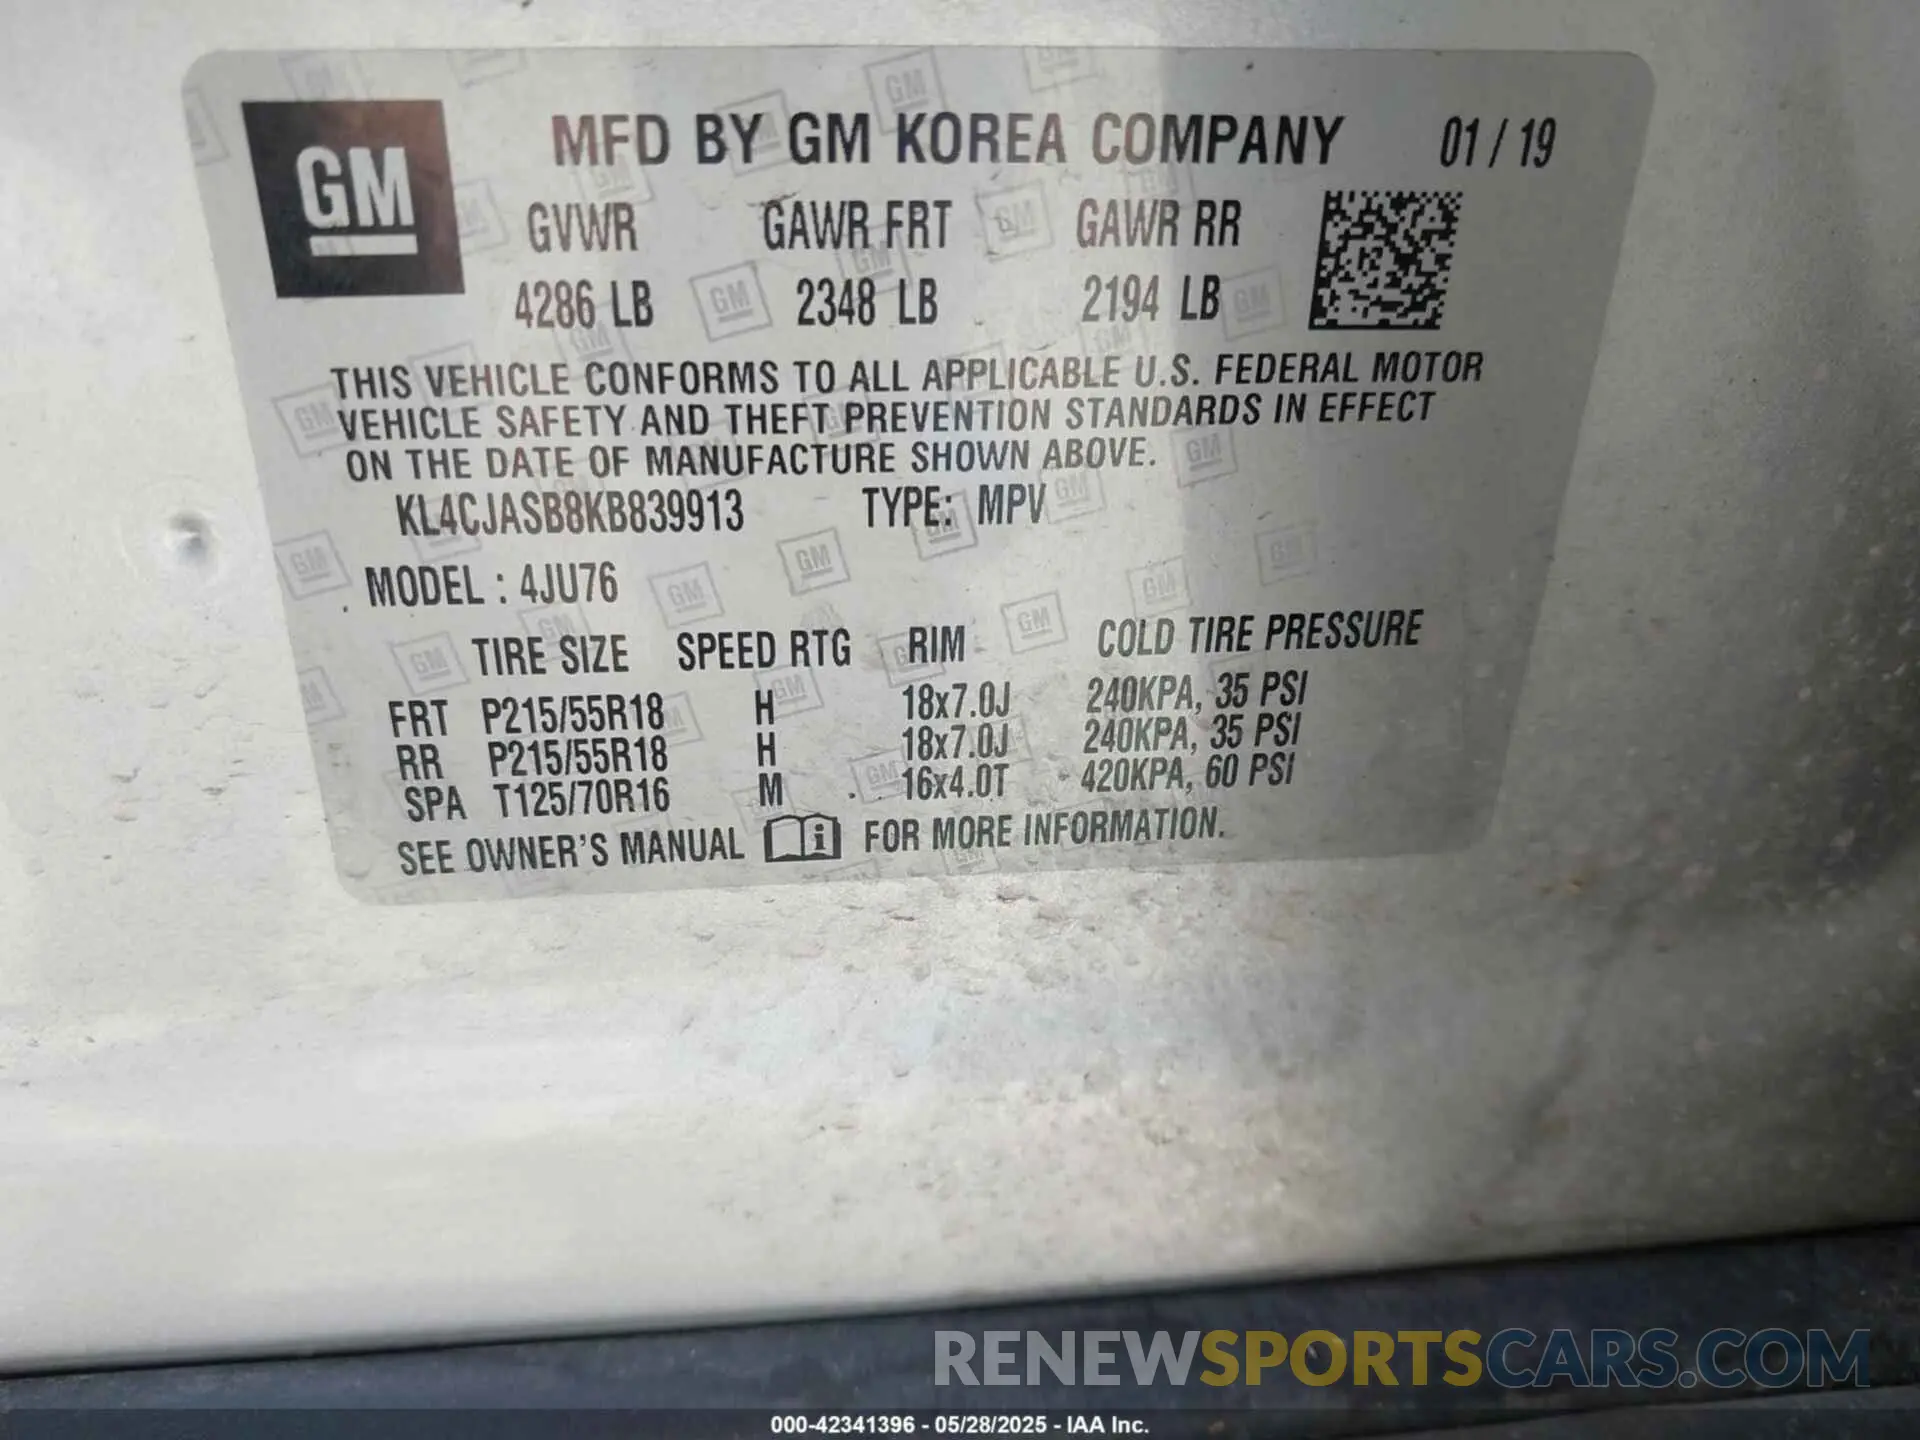 GM
MFD BY GM KOREA COMPANY 01 / 19
GVWR GAWR FRT GAWR RR
4286 LB 2348 LB 2194 LB
THIS VEHICLE CONFORMS TO ALL APPLICABLE U.S. FEDERAL MOTOR
VEHICLE SAFETY AND THEFT PREVENTION STANDARDS IN EFFECT
ON THE DATE OF MANUFACTURE SHOWN ABOVE.
KL4CJASB8KB839913 TYPE: MPV
MODEL : 4JU76
TIRE SIZE SPEED RTG RIM COLD TIRE PRESSURE
FRT P215/55R18 H 18x7.0J 240KPA, 35 PSI
RR P215/55R18 H 18x7.0J 240KPA, 35 PSI
SPA T125/70R16 M 16x4.0T 420KPA, 60 PSI
SEE OWNER'S MANUAL i FOR MORE INFORMATION.
RENEWSPORTSCARS.COM
000-42341396 - 05/28/2025 - IAA Inc.